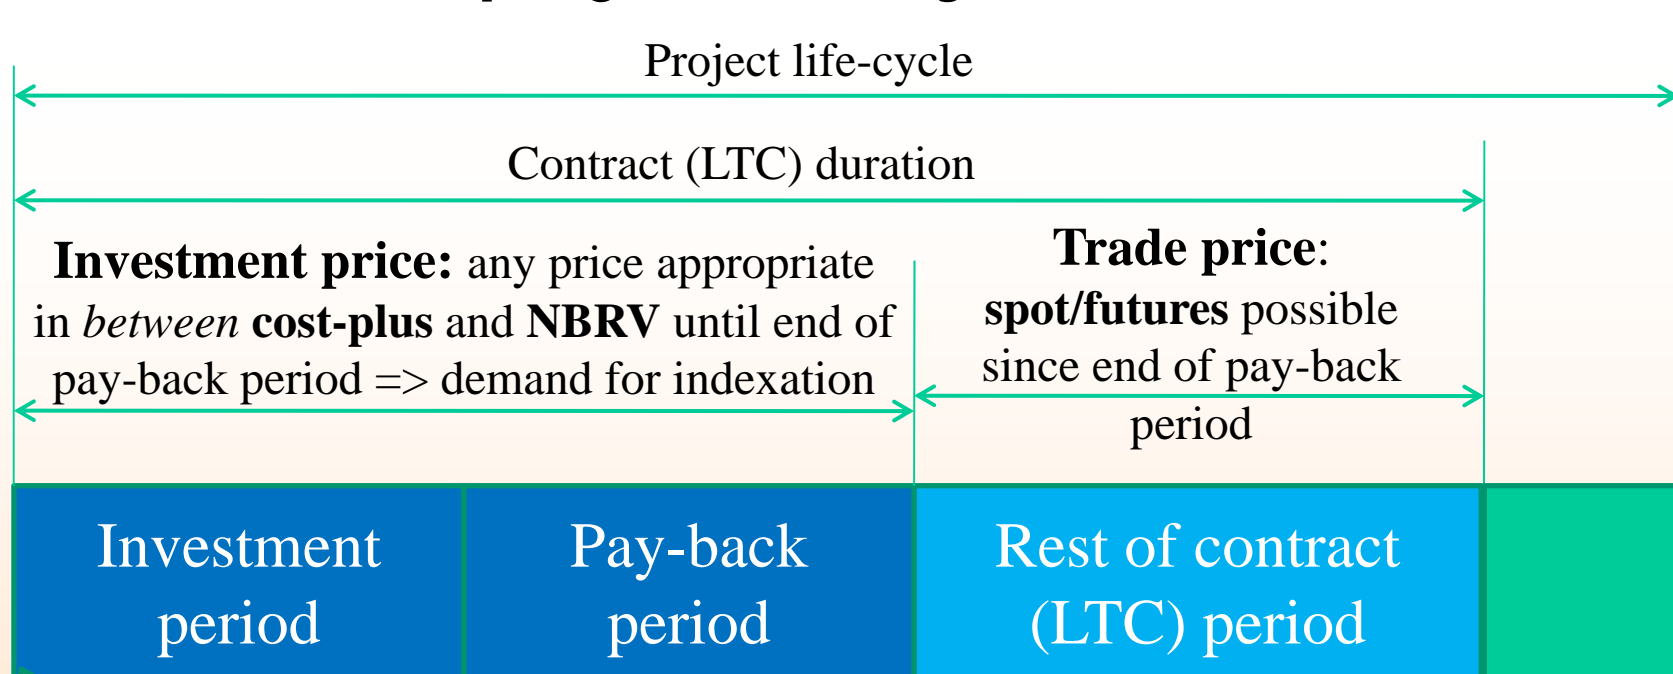 Project life-cycle
Contract (LTC) duration
Investment price: any price appropriate
in between cost-plus and NBRV until end of
pay-back period => demand for indexation
Trade price:
spot/futures possible
since end of pay-back
period
Investment
period
Pay-back
period
Rest of contract
(LTC) period